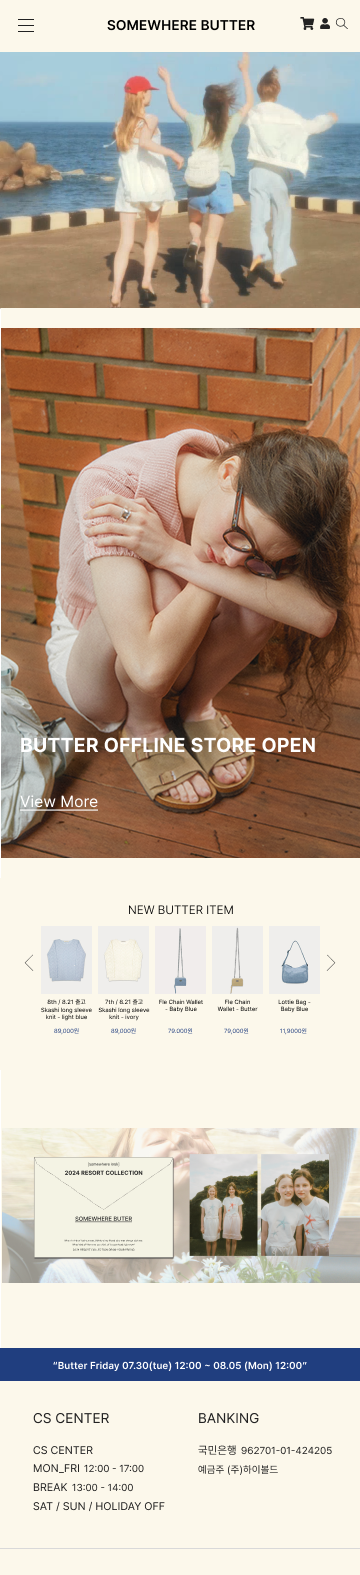 SOMEWHERE BUTTER
BUTTER OFFLINE STORE OPEN
View More
NEW BUTTER ITEM
8th / 8.21 출고
Skashi long sleeve
knit - light blue
89,000원
7th / 8.21 출고
Skashi long sleeve
knit - ivory
89,000원
Fle Chain Wallet
- Baby Blue
79.000원
Fle Chain
Wallet - Butter
79,000원
Lottie Bag -
Baby Blue
11,9000원
2024 RESORT COLLECTION
SOMEWHERE BUTER
“Butter Friday 07.30(tue) 12:00 ~ 08.05 (Mon) 12:00”
CS CENTER
CS CENTER
MON_FRI 12:00 - 17:00
BREAK 13:00 - 14:00
SAT / SUN / HOLIDAY OFF
BANKING
국민은행 962701-01-424205
예금주 (주)하이볼드